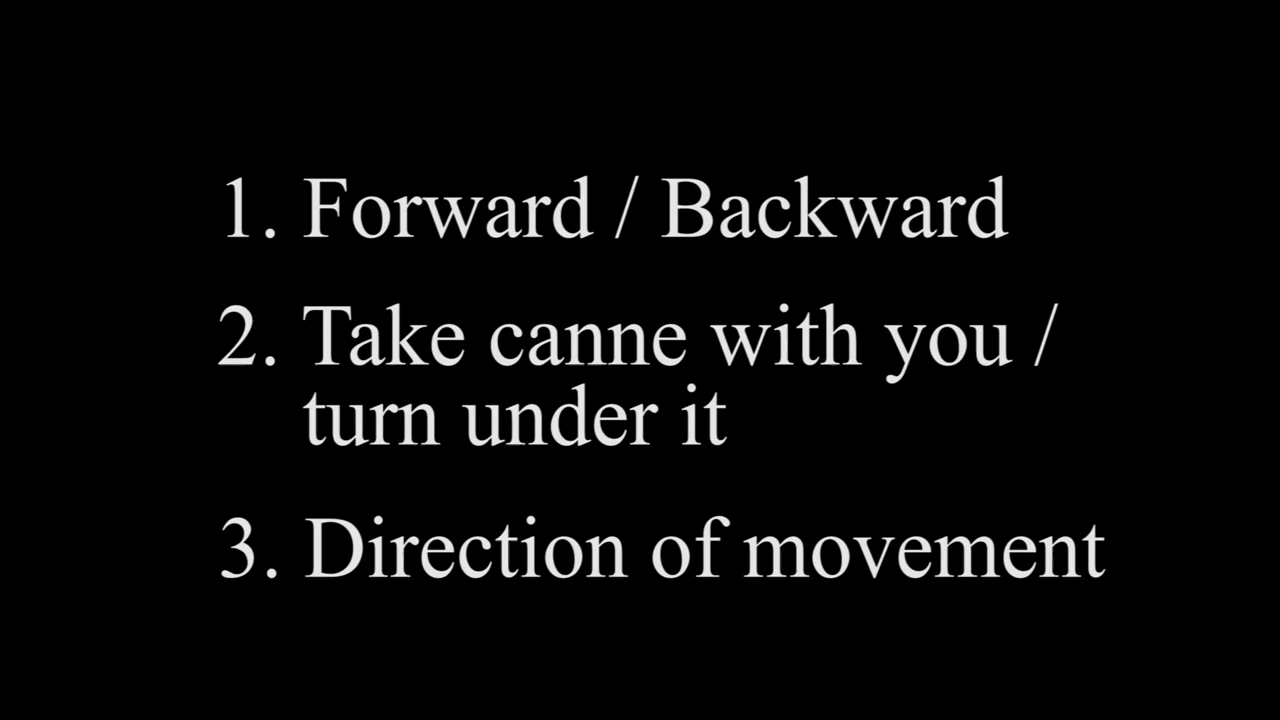 1. Forward / Backward
2. Take canne with you /
turn under it
3. Direction of movement